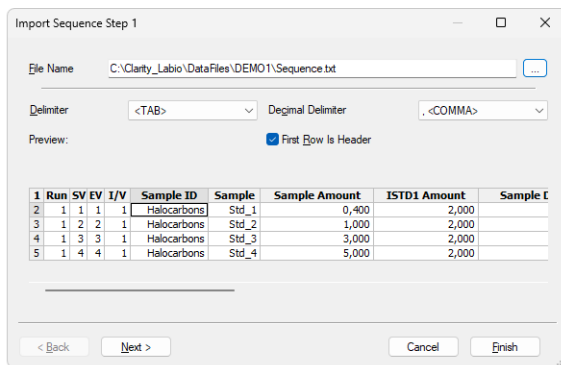 Import Sequence Step 1
File Name C:\Clarity_Labio\DataFiles\DEMO1\Sequence.txt ...
Delimiter <TAB> Decimal Delimiter , <COMMA>
Preview: First Row Is Header
1 Run SV EV I/V Sample ID Sample Sample Amount ISTD1 Amount Sample D
2 1 1 1 1 Halocarbons Std_1 0,400 2,000
3 1 2 2 1 Halocarbons Std_2 1,000 2,000
4 1 3 3 1 Halocarbons Std_3 3,000 2,000
5 1 4 4 1 Halocarbons Std_4 5,000 2,000
< Back Next > Cancel Finish